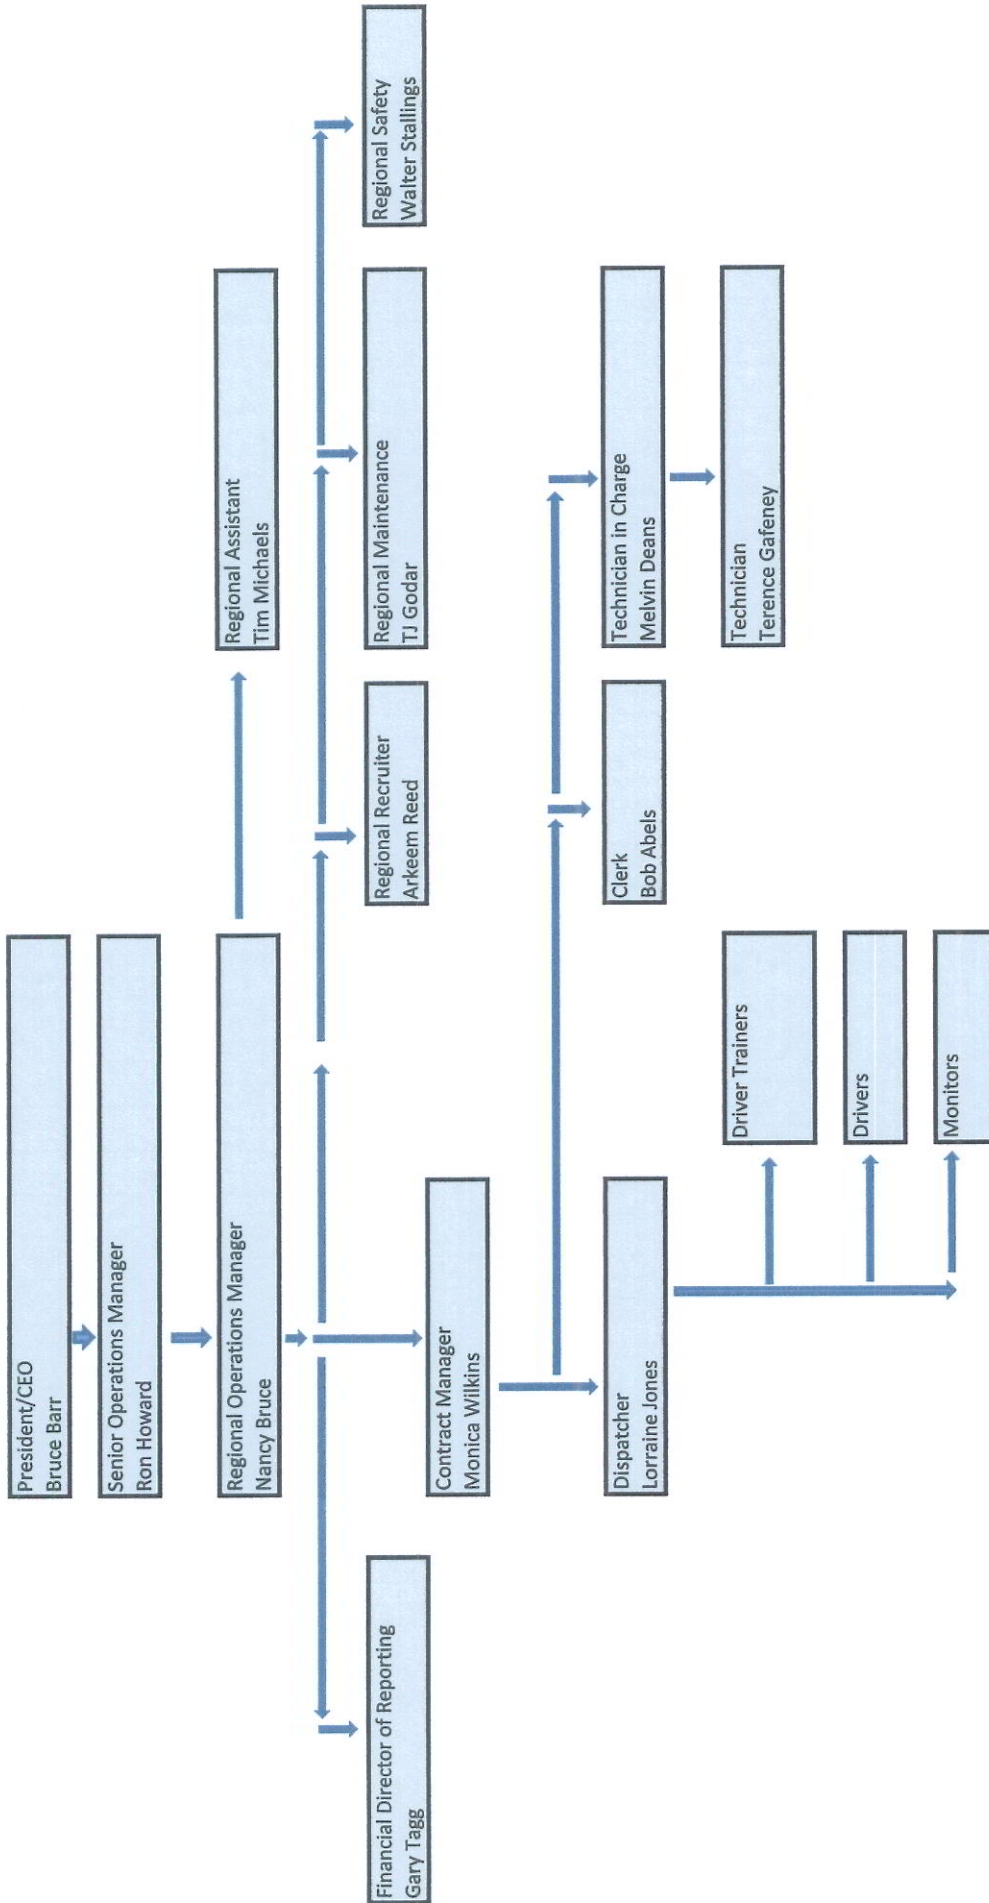 President/CEO
Bruce Barr
Senior Operations Manager
Ron Howard
Regional Operations Manager
Nancy Bruce
Regional Assistant
Tim Michaels
Financial Director of Reporting
Gary Tagg
Contract Manager
Monica Wilkins
Regional Recruiter
Arkeem Reed
Regional Maintenance
TJ Godar
Regional Safety
Walter Stallings
Dispatcher
Lorraine Jones
Clerk
Bob Abels
Technician in Charge
Melvin Deans
Driver Trainers
Technician
Terence Gafeney
Drivers
Monitors